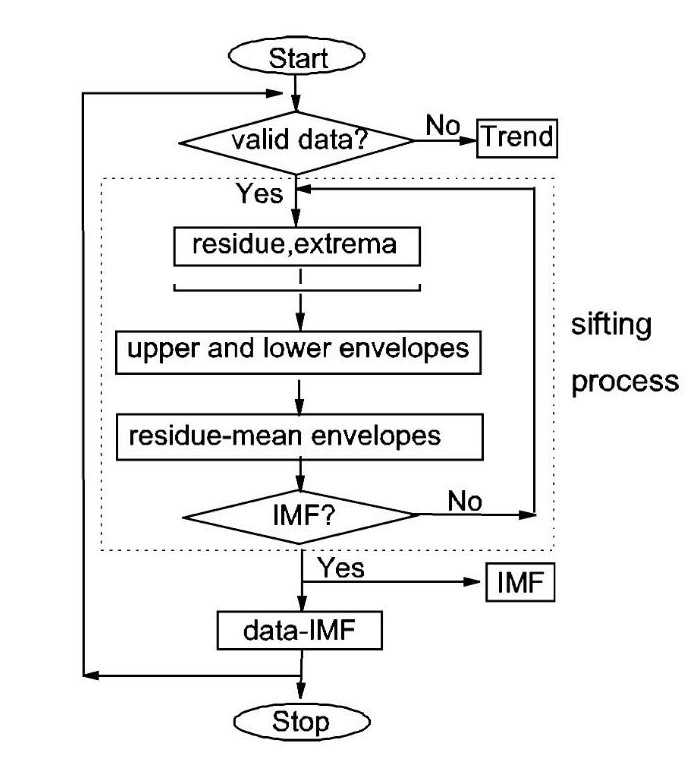 Start
valid data?
No
Trend
Yes
residue,extrema
upper and lower envelopes
sifting
process
residue-mean envelopes
IMF?
No
Yes
IMF
data-IMF
Stop